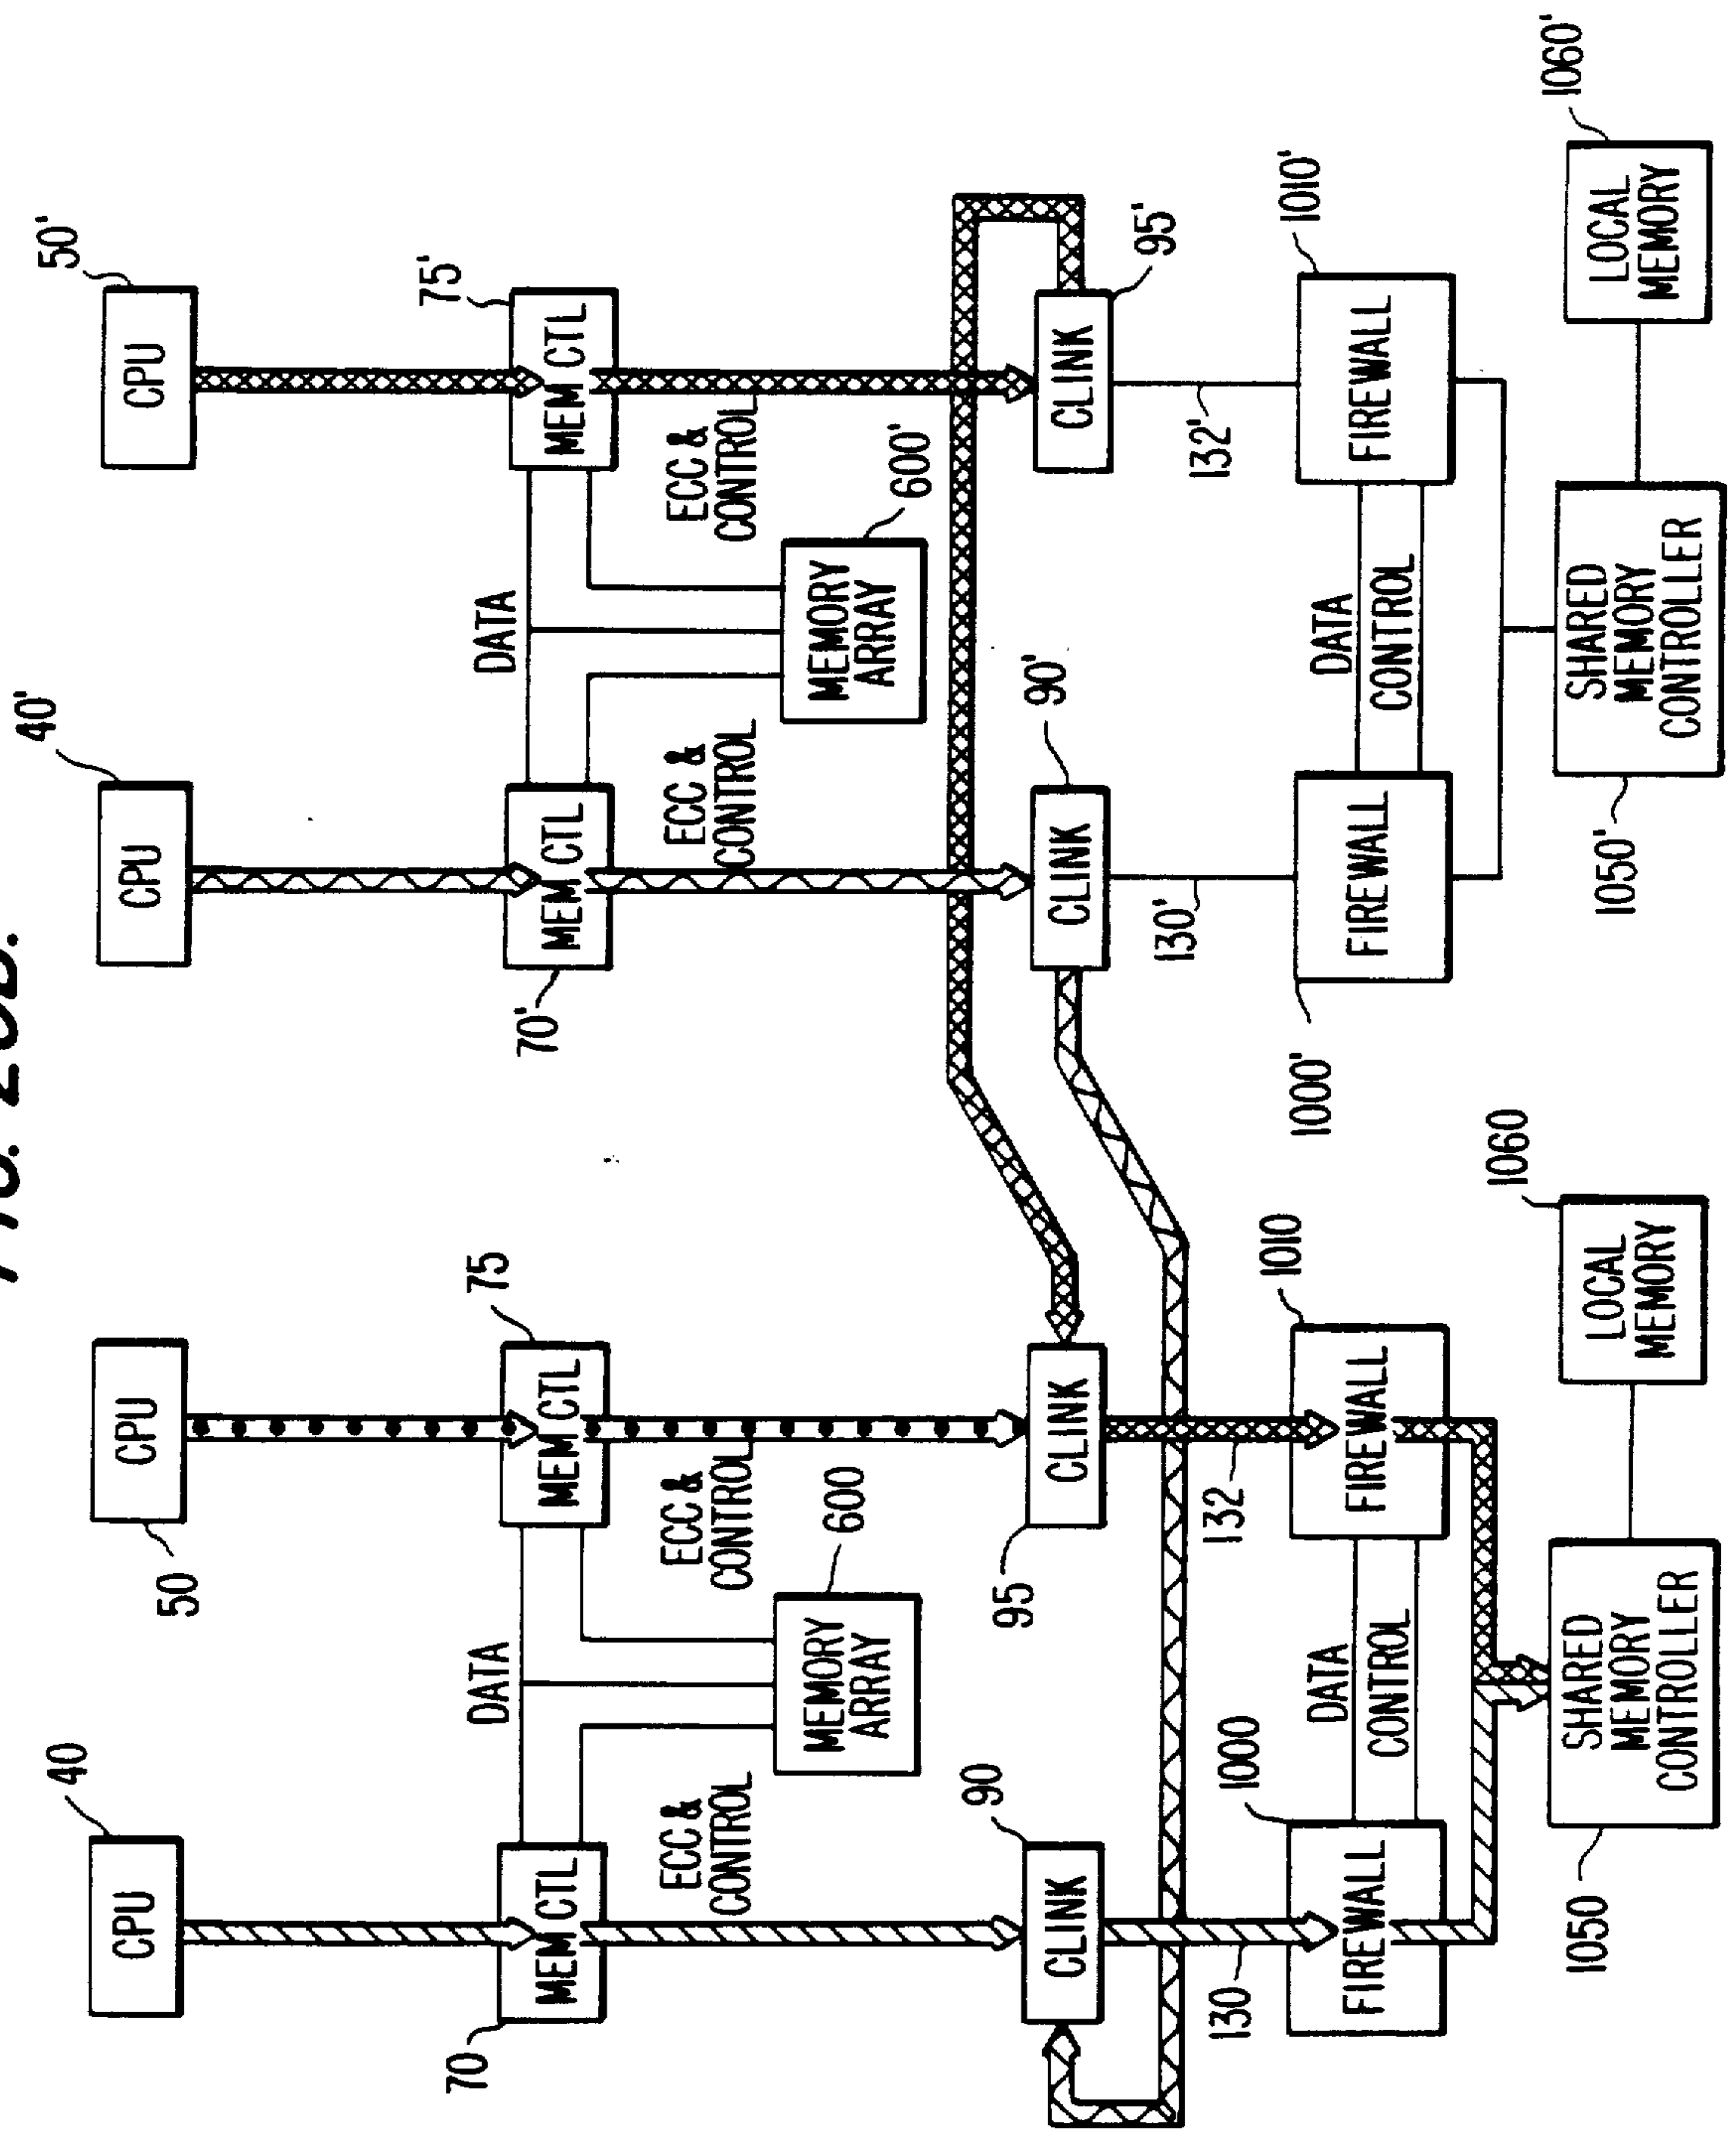 FIG.
40
CPU
CPU
50
40'
CPU
50'
CPU
70
MEM CTL
DATA
75
MEM CTL
70'
MEM CTL
DATA
75'
MEM CTL
ECC &
CONTROL
ECC &
CONTROL
ECC &
CONTROL
ECC &
CONTROL
MEMORY
ARRAY
600
MEMORY
ARRAY
600'
90
CLINK
95
CLINK
90'
CLINK
95'
CLINK
130
132
130'
132'
1000
FIREWALL
DATA
CONTROL
1010
FIREWALL
1000'
FIREWALL
DATA
CONTROL
1010'
FIREWALL
1050
SHARED
MEMORY
CONTROLLER
1060
LOCAL
MEMORY
1050'
SHARED
MEMORY
CONTROLLER
1060'
LOCAL
MEMORY